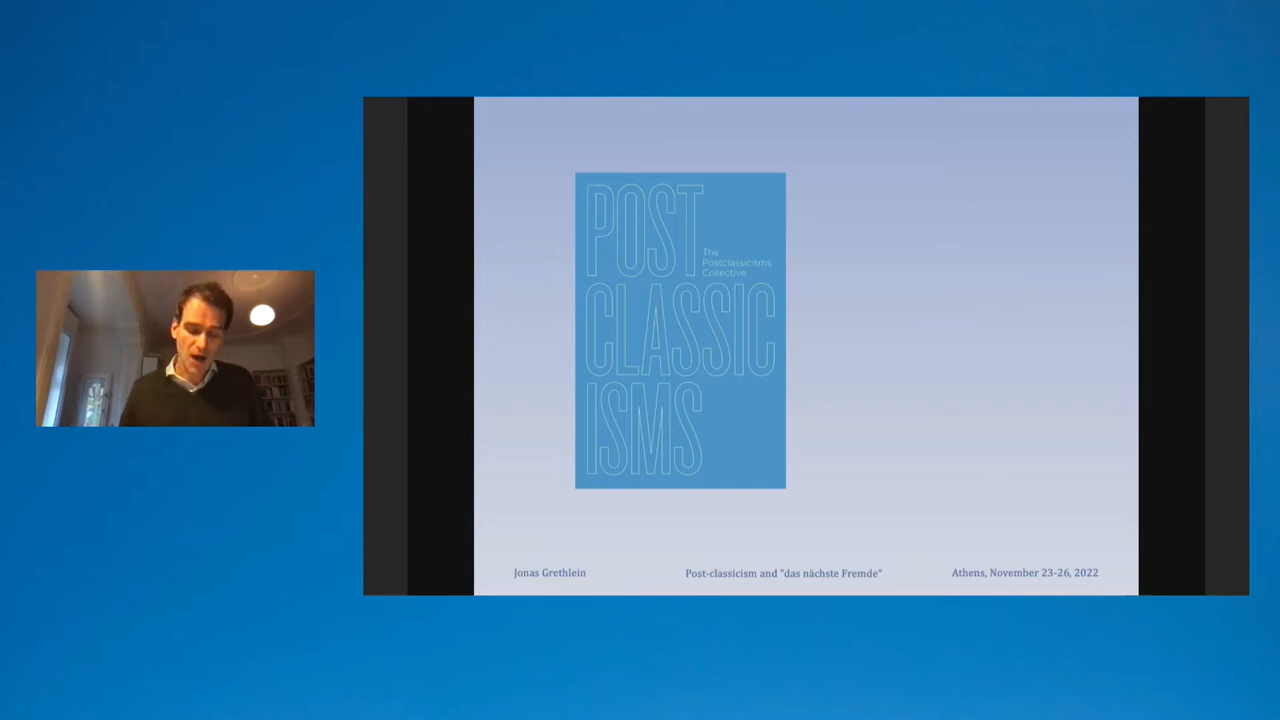 POST
The
Postclassicisms
Collective
CLASSIC
ISMS
Jonas Grethlein
Post-classicism and "das nächste Fremde"
Athens, November 23-26, 2022